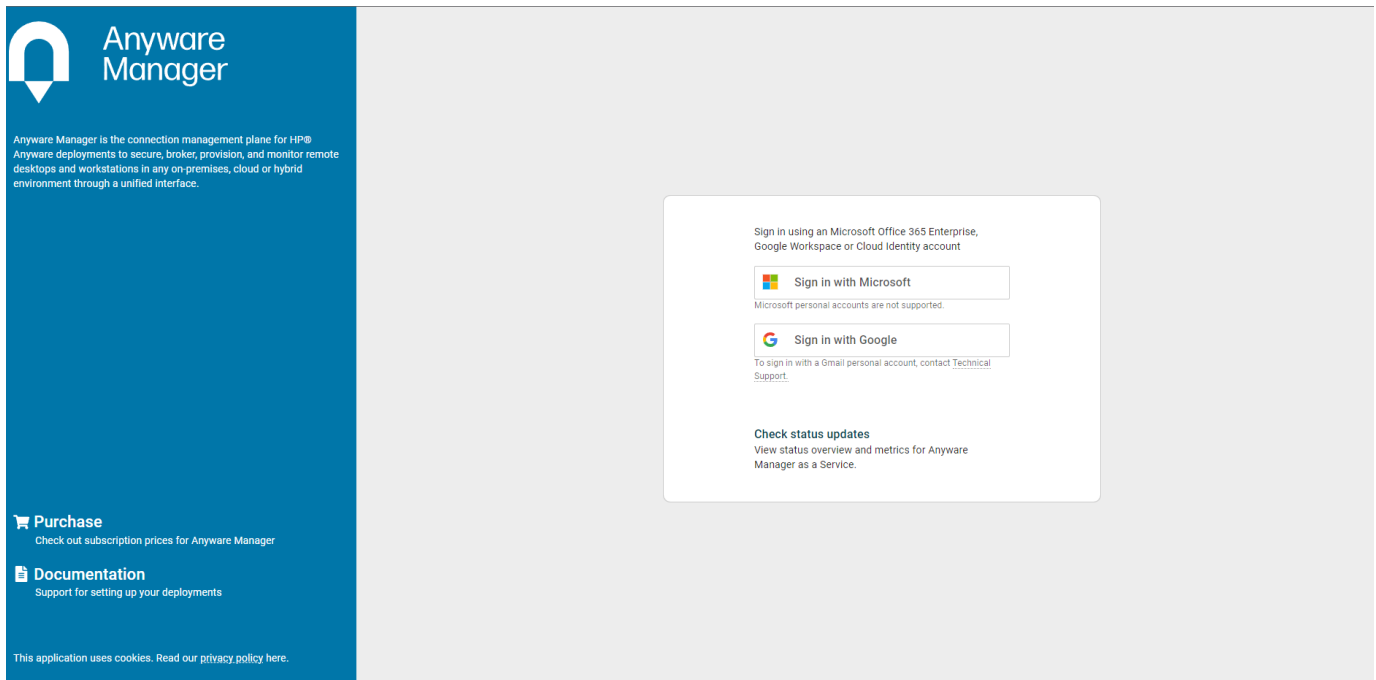 Anyware
Manager
Anyware Manager is the connection management plane for HP®
Anyware deployments to secure, broker, provision, and monitor remote
desktops and workstations in any on-premises, cloud or hybrid
environment through a unified interface.
Purchase
Check out subscription prices for Anyware Manager
Documentation
Support for setting up your deployments
This application uses cookies. Read our privacy policy here.
Sign in using an Microsoft Office 365 Enterprise,
Google Workspace or Cloud Identity account
Sign in with Microsoft
Microsoft personal accounts are not supported.
Sign in with Google
To sign in with a Gmail personal account, contact Technical
Support.
Check status updates
View status overview and metrics for Anyware
Manager as a Service.